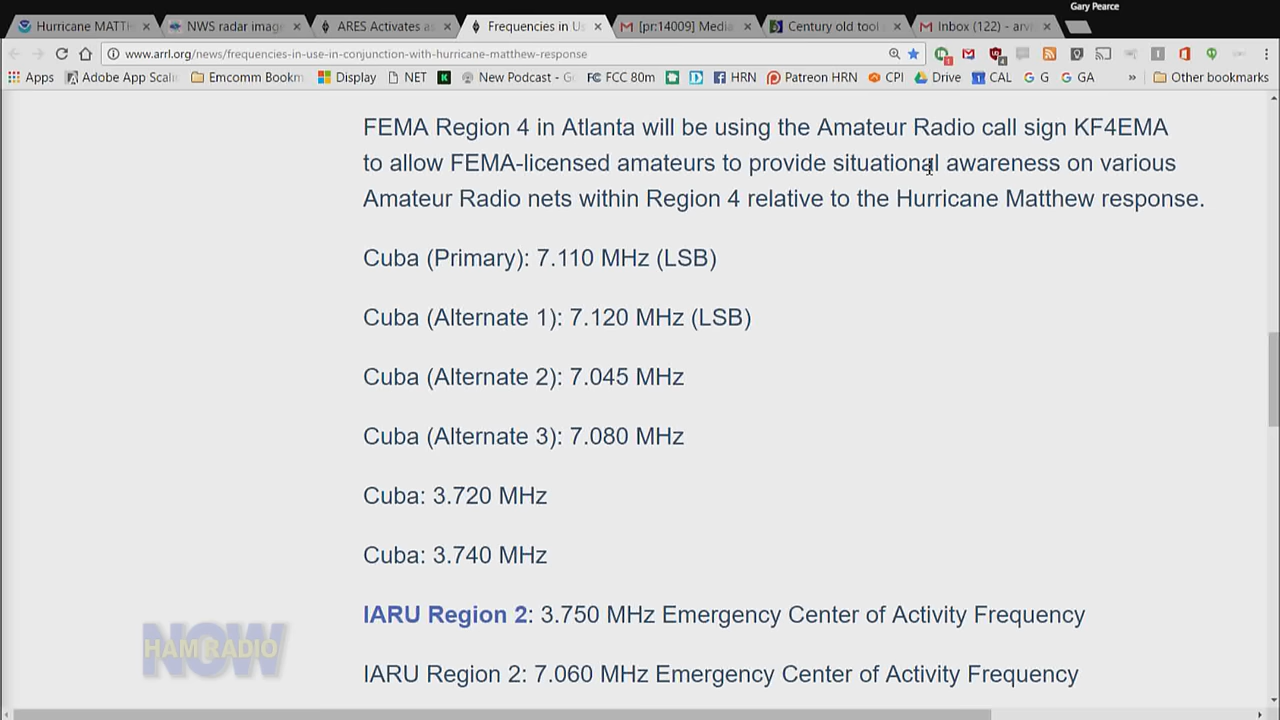 Gary Pearce
Hurricane MATTH
NWS radar imag
ARES Activates as
Frequencies in Us
[pr:14009] Media
Century old tool
Inbox (122) - arv
www.arrl.org/news/frequencies-in-use-in-conjunction-with-hurricane-matthew-response
Apps Adobe App Scali Emcomm Bookm Display NET New Podcast - G FCC 80m HRN Patreon HRN CPI Drive CAL G GA » Other bookmarks
FEMA Region 4 in Atlanta will be using the Amateur Radio call sign KF4EMA
to allow FEMA-licensed amateurs to provide situational awareness on various
Amateur Radio nets within Region 4 relative to the Hurricane Matthew response.
Cuba (Primary): 7.110 MHz (LSB)
Cuba (Alternate 1): 7.120 MHz (LSB)
Cuba (Alternate 2): 7.045 MHz
Cuba (Alternate 3): 7.080 MHz
Cuba: 3.720 MHz
Cuba: 3.740 MHz
IARU Region 2: 3.750 MHz Emergency Center of Activity Frequency
IARU Region 2: 7.060 MHz Emergency Center of Activity Frequency
HAM RADIO
NOW